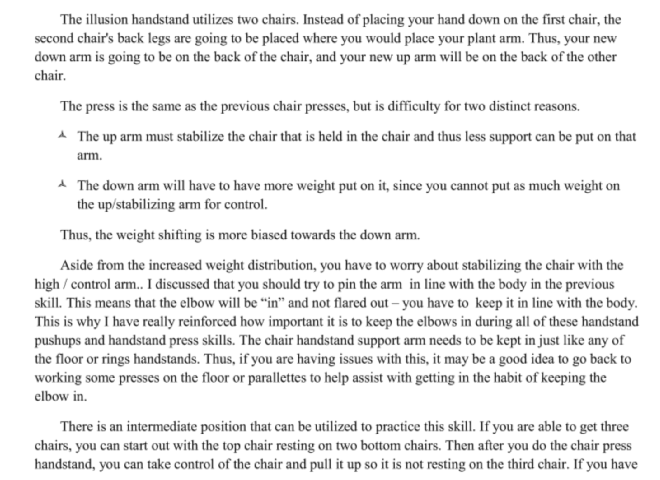 The illusion handstand utilizes two chairs. Instead of placing your hand down on the first chair, the
second chair's back legs are going to be placed where you would place your plant arm. Thus, your new
down arm is going to be on the back of the chair, and your new up arm will be on the back of the other
chair.
The press is the same as the previous chair presses, but is difficulty for two distinct reasons.
The up arm must stabilize the chair that is held in the chair and thus less support can be put on that
arm.
The down arm will have to have more weight put on it, since you cannot put as much weight on
the up/stabilizing arm for control.
Thus, the weight shifting is more biased towards the down arm.
Aside from the increased weight distribution, you have to worry about stabilizing the chair with the
high / control arm.. I discussed that you should try to pin the arm in line with the body in the previous
skill. This means that the elbow will be “in” and not flared out – you have to keep it in line with the body.
This is why I have really reinforced how important it is to keep the elbows in during all of these handstand
pushups and handstand press skills. The chair handstand support arm needs to be kept in just like any of
the floor or rings handstands. Thus, if you are having issues with this, it may be a good idea to go back to
working some presses on the floor or parallettes to help assist with getting in the habit of keeping the
elbow in.
There is an intermediate position that can be utilized to practice this skill. If you are able to get three
chairs, you can start out with the top chair resting on two bottom chairs. Then after you do the chair press
handstand, you can take control of the chair and pull it up so it is not resting on the third chair. If you have